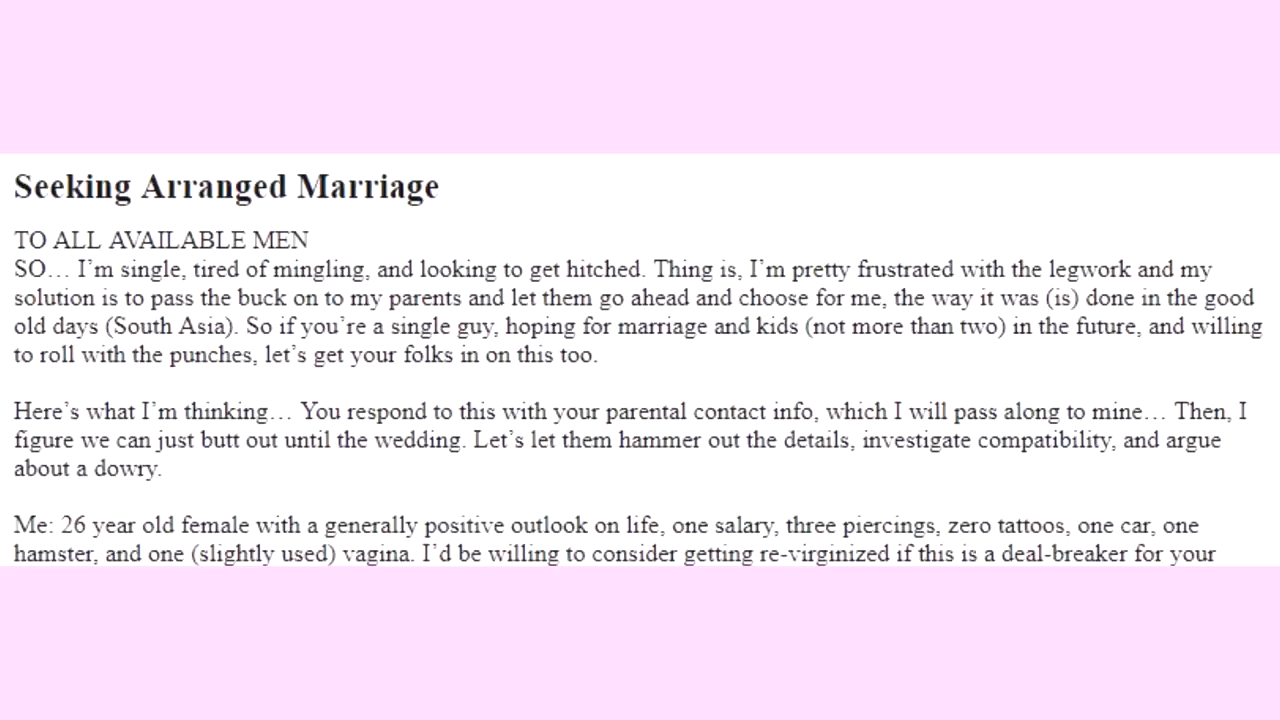 Seeking Arranged Marriage
TO ALL AVAILABLE MEN
SO… I’m single, tired of mingling, and looking to get hitched. Thing is, I’m pretty frustrated with the legwork and my
solution is to pass the buck on to my parents and let them go ahead and choose for me, the way it was (is) done in the good
old days (South Asia). So if you’re a single guy, hoping for marriage and kids (not more than two) in the future, and willing
to roll with the punches, let’s get your folks in on this too.
Here’s what I’m thinking… You respond to this with your parental contact info, which I will pass along to mine… Then, I
figure we can just butt out until the wedding. Let’s let them hammer out the details, investigate compatibility, and argue
about a dowry.
Me: 26 year old female with a generally positive outlook on life, one salary, three piercings, zero tattoos, one car, one
hamster, and one (slightly used) vagina. I’d be willing to consider getting re-virginized if this is a deal-breaker for your